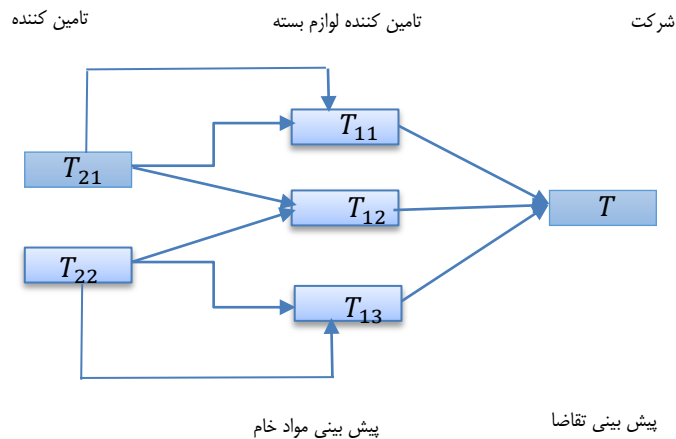 شرکت
تامین کننده لوازم بسته
تامین کننده
T₁₁
T₂₁
T₁₂
T
T₂₂
T₁₃
پیش بینی تقاضا
پیش بینی مواد خام